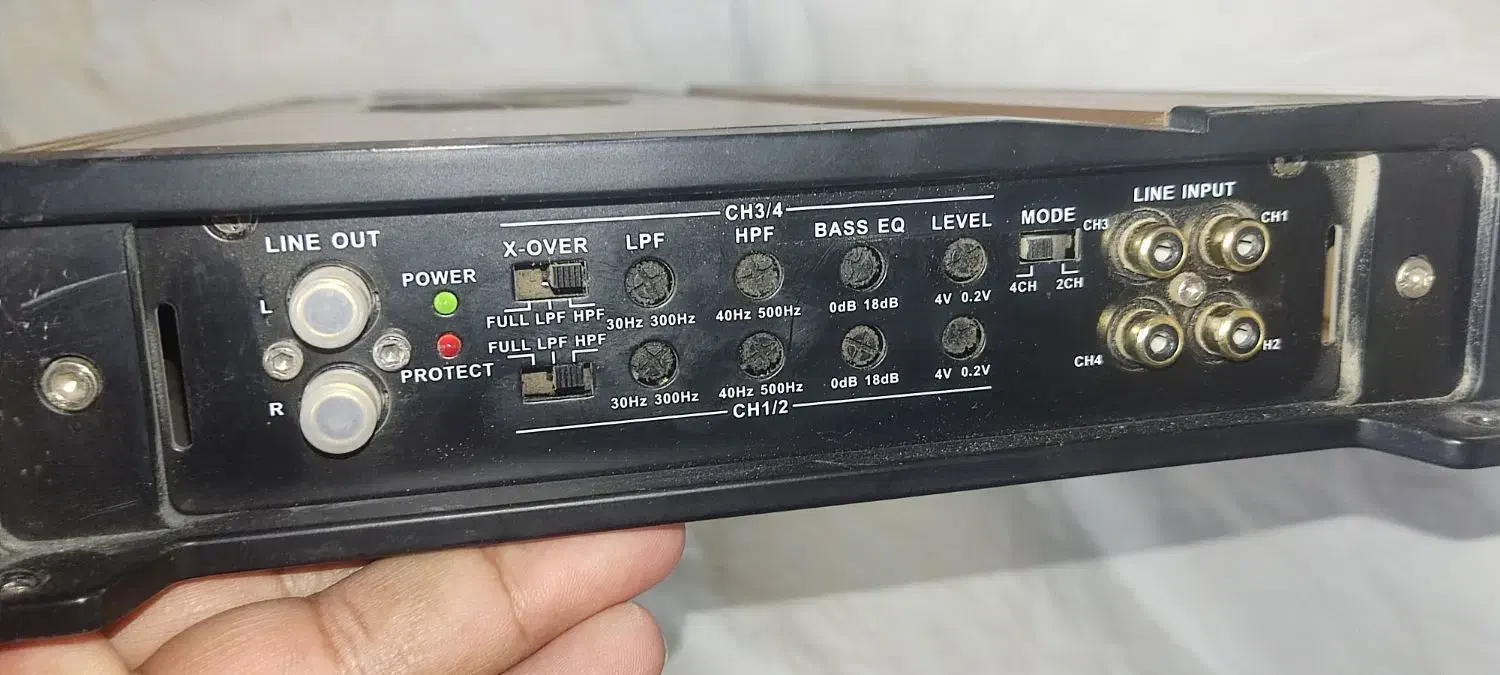 LINE OUT
L
R
POWER
PROTECT
CH3/4
X-OVER
LPF
HPF
BASS EQ
LEVEL
FULL LPF HPF
30Hz 300Hz
40Hz 500Hz
0dB 18dB
4V 0.2V
FULL LPF HPF
30Hz 300Hz
40Hz 500Hz
0dB 18dB
4V 0.2V
CH1/2
MODE
4CH 2CH
LINE INPUT
CH3
CH1
CH4
H2